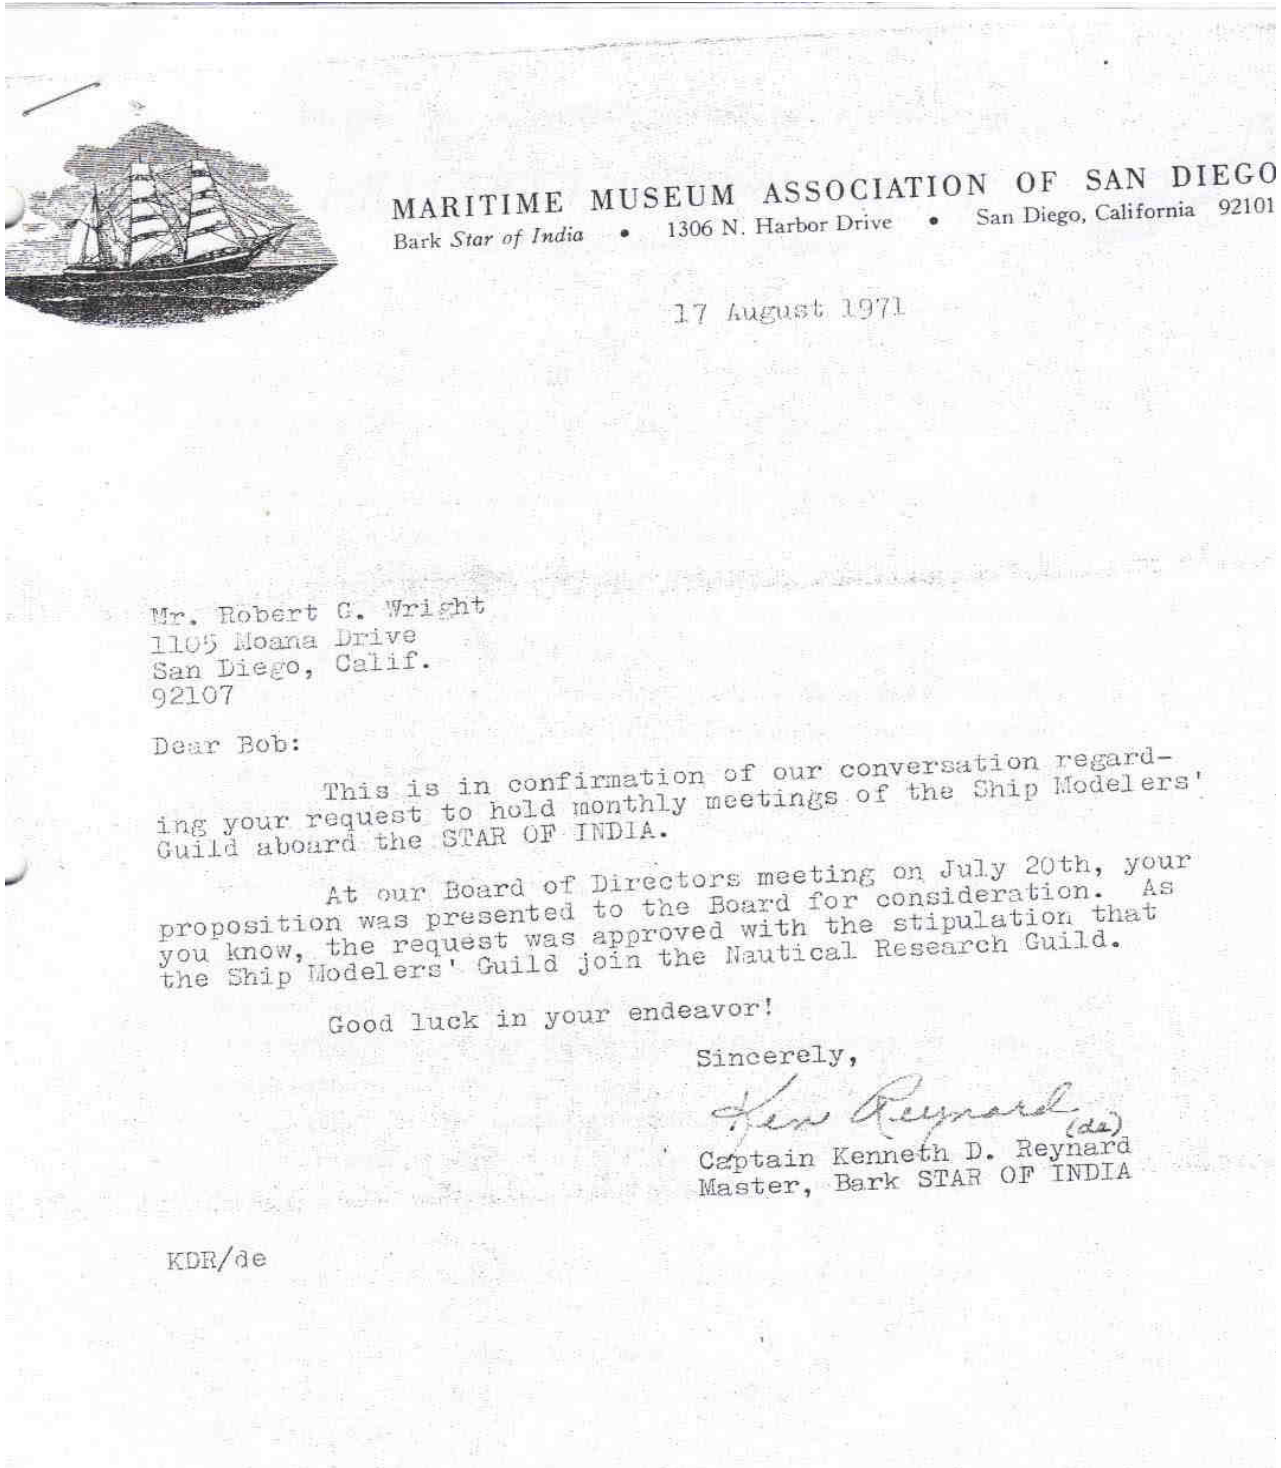 MARITIME MUSEUM ASSOCIATION OF SAN DIEGO
Bark Star of India • 1306 N. Harbor Drive • San Diego, California 92101
17 August 1971
Mr. Robert C. Wright
1105 Moana Drive
San Diego, Calif.
92107
Dear Bob:
This is in confirmation of our conversation regard-
ing your request to hold monthly meetings of the Ship Modelers'
Guild aboard the STAR OF INDIA.
At our Board of Directors meeting on July 20th, your
proposition was presented to the Board for consideration. As
you know, the request was approved with the stipulation that
the Ship Modelers' Guild join the Nautical Research Guild.
Good luck in your endeavor!
Sincerely,
Ken Reynard
(de)
Captain Kenneth D. Reynard
Master, Bark STAR OF INDIA
KDR/de